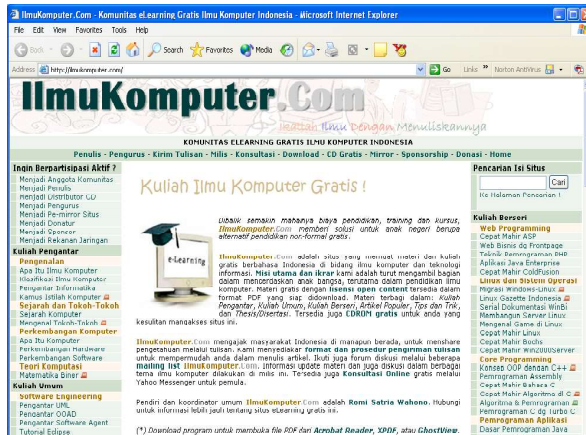 IlmuKomputer.Com - Komunitas eLearning Gratis Ilmu Komputer Indonesia - Microsoft Internet Explorer
File Edit View Favorites Tools Help
Back Search Favorites Media
Address http://ilmukomputer.com/ Go Links » Norton AntiVirus
IlmuKomputer.Com
Ikatlah Ilmu Dengan Menuliskannya
KOMUNITAS ELEARNING GRATIS ILMU KOMPUTER INDONESIA
Penulis - Pengurus - Kirim Tulisan - Milis - Konsultasi - Download - CD Gratis - Mirror - Sponsorship - Donasi - Home
Ingin Berpartisipasi Aktif ?
Menjadi Anggota Komunitas
Menjadi Penulis
Menjadi Distributor CD
Menjadi Pengurus
Menjadi Pe-mirror Situs
Menjadi Donatur
Menjadi Sponsor
Menjadi Rekanan Jaringan
Kuliah Pengantar
Pengenalan
Apa Itu Ilmu Komputer
Klasifikasi Ilmu Komputer
Pengantar Informatika
Kamus Istilah Komputer
Sejarah dan Tokoh-Tokoh
Sejarah Komputer
Mengenal Tokoh-Tokoh
Perkembangan Komputer
Apa Itu Komputer
Perkembangan Hardware
Perkembangan Software
Teori Komputasi
Matematika Biner
Kuliah Umum
Software Engineering
Pengantar UML
Pengantar OOAD
Pengantar Software Agent
Tutorial Eclipse
Kuliah Ilmu Komputer Gratis !
e-Learning
Dibalik semakin mahalnya biaya pendidikan, training dan kursus,
IlmuKomputer.Com memberi solusi untuk anak negeri berupa
alternatif pendidikan non-formal gratis.
IlmuKomputer.Com adalah situs yang memuat materi dan kuliah
gratis berbahasa Indonesia di bidang ilmu komputer dan teknologi
informasi. Misi utama dan ikrar kami adalah turut mengambil bagian
dalam mencerdaskan anak bangsa, terutama dalam pendidikan ilmu
komputer. Materi gratis dengan lisensi open content tersedia dalam
format PDF yang siap didownload. Materi terbagi dalam: Kuliah
Pengantar, Kuliah Umum, Kuliah Berseri, Artikel Populer, Tips dan Trik,
dan Thesis/Disertasi. Tersedia juga CDROM gratis untuk anda yang
kesulitan mangakses situs ini.
IlmuKomputer.Com mengajak masyarakat Indonesia di manapun berada, untuk menshare
pengetahuan melalui tulisan. Kami menyediakan format dan prosedur pengiriman tulisan
untuk mempermudah anda dalam menulis artikel. Ikuti juga forum diskusi melalui beberapa
mailing list IlmuKomputer.Com. Informasi update materi dan juga diskusi dalam berbagai
tema ilmu komputer dilakukan di milis ini. Tersedia juga Konsultasi Online gratis melalui
Yahoo Messenger untuk pemula.
Pendiri dan koordinator umum IlmuKomputer.Com adalah Romi Satria Wahono. Hubungi
untuk informasi lebih jauh tentang situs eLearning gratis ini.
(*) Download program untuk membuka file PDF dari Acrobat Reader, XPDF, atau GhostView.
Pencarian Isi Situs
Cari
Ke Halaman Pencarian !
Kuliah Berseri
Web Programming
Cepat Mahir ASP
Web Bisnis dg Frontpage
Teknik Pemrograman PHP
Aplikasi Java Enterprise
Cepat Mahir ColdFusion
Linux dan Sistem Operasi
Migrasi Windows-Linux
Linux Gazette Indonesia
Serial Dokumentasi WinBI
Membangun Server Linux
Mengenal Game di Linux
Cepat Mahir Linux
Cepat Mahir Bochs
Cepat Mahir Win2000Server
Core Programming
Konsep OOP dengan C++
Pemrograman Assembly
Cepat Mahir Bahasa C
Cepat Mahir Algoritma dl C
Algoritma & Pemrograman
Pemrograman C dg Turbo C
Aplikasi Pemrograman
Dasar Pemrograman Java